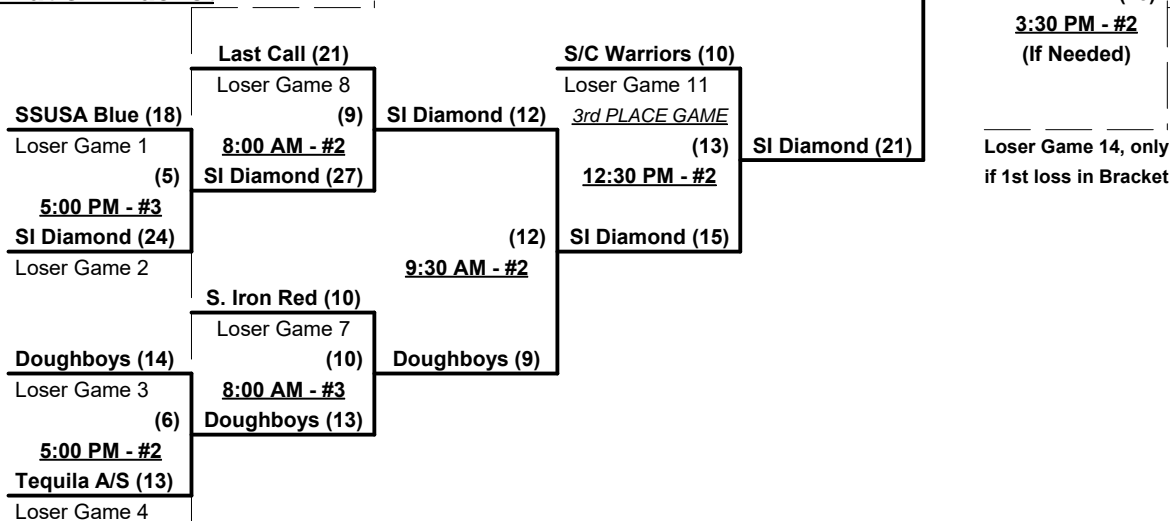 3:30 PM - #2
(If Needed)
Last Call (21)
S/C Warriors (10)
Loser Game 8
Loser Game 11
SSUSA Blue (18)
(9)
SI Diamond (12)
3rd PLACE GAME
Loser Game 1
8:00 AM - #2
(13)
SI Diamond (21)
Loser Game 14, only
(5)
SI Diamond (27)
12:30 PM - #2
if 1st loss in Bracket
5:00 PM - #3
SI Diamond (24)
(12)
SI Diamond (15)
Loser Game 2
9:30 AM - #2
S. Iron Red (10)
Loser Game 7
Doughboys (14)
(10)
Doughboys (9)
Loser Game 3
8:00 AM - #3
(6)
Doughboys (13)
5:00 PM - #2
Tequila A/S (13)
Loser Game 4